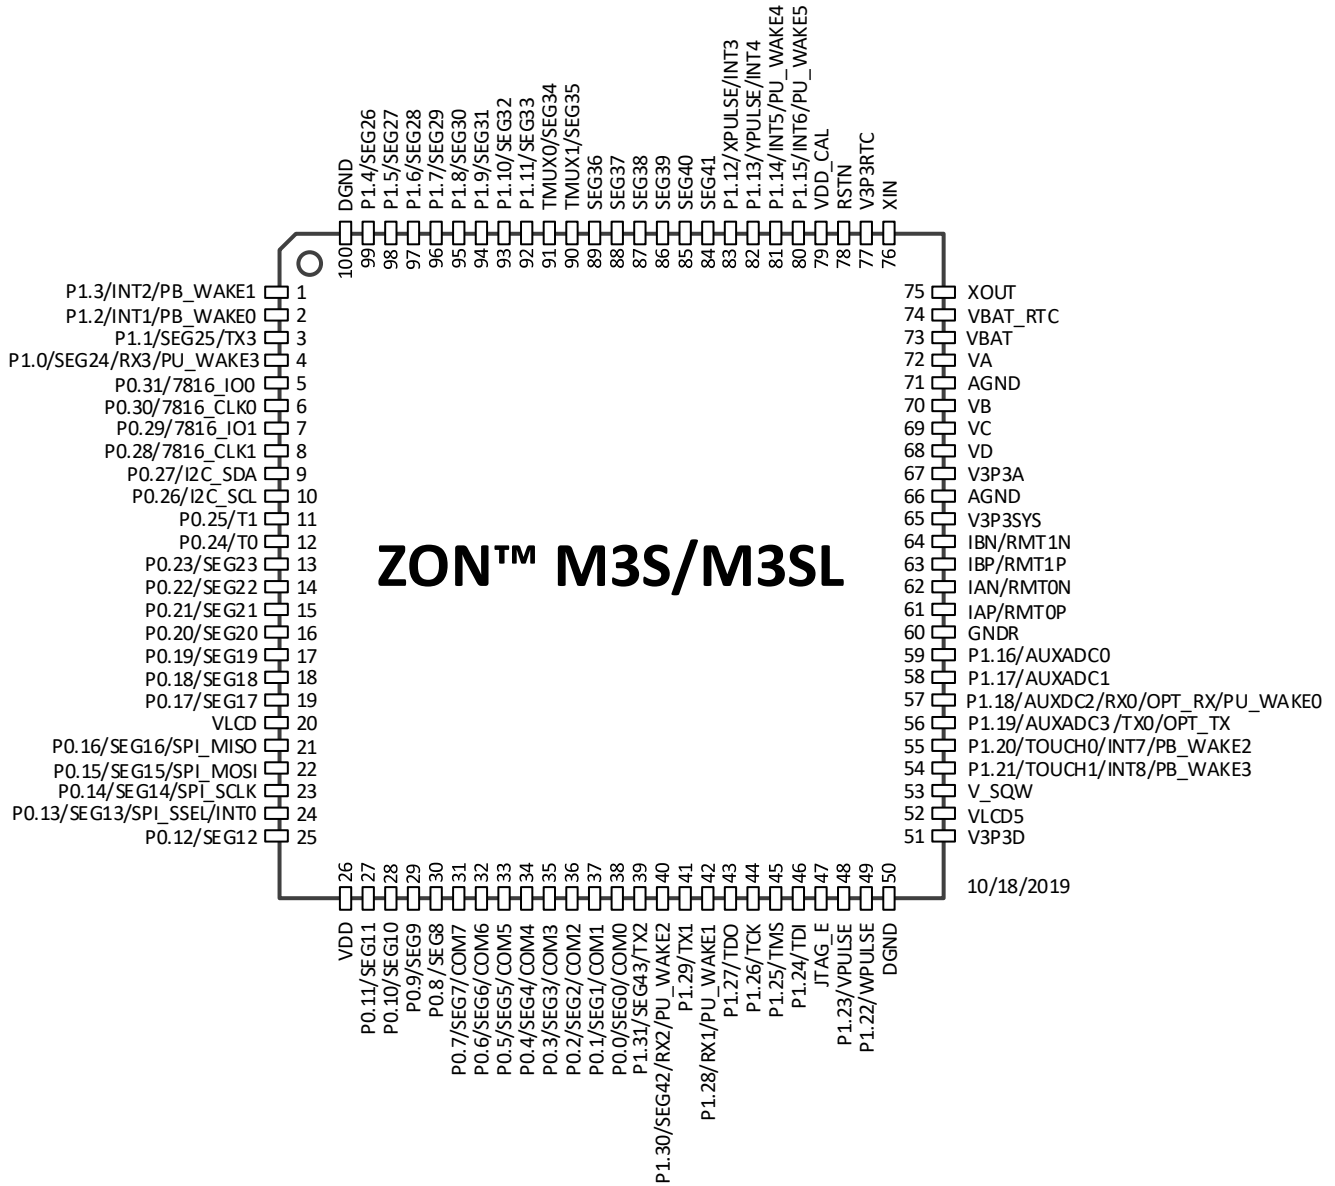 DGND
P1.4/SEG26
P1.5/SEG27
P1.6/SEG28
P1.7/SEG29
P1.8/SEG30
P1.9/SEG31
P1.10/SEG32
P1.11/SEG33
TMUX0/SEG34
TMUX1/SEG35
SEG36
SEG37
SEG38
SEG39
SEG40
SEG41
P1.12/XPULSE/INT3
P1.13/YPULSE/INT4
P1.14/INT5/PU_WAKE4
P1.15/INT6/PU_WAKE5
VDD_CAL
RSTN
V3P3RTC
XIN
100
99
98
97
96
95
94
93
92
91
90
89
88
87
86
85
84
83
82
81
80
79
78
77
76
P1.3/INT2/PB_WAKE1 1
P1.2/INT1/PB_WAKE0 2
P1.1/SEG25/TX3 3
P1.0/SEG24/RX3/PU_WAKE3 4
P0.31/7816_IO0 5
P0.30/7816_CLK0 6
P0.29/7816_IO1 7
P0.28/7816_CLK1 8
P0.27/I2C_SDA 9
P0.26/I2C_SCL 10
P0.25/T1 11
P0.24/T0 12
P0.23/SEG23 13
P0.22/SEG22 14
P0.21/SEG21 15
P0.20/SEG20 16
P0.19/SEG19 17
P0.18/SEG18 18
P0.17/SEG17 19
VLCD 20
P0.16/SEG16/SPI_MISO 21
P0.15/SEG15/SPI_MOSI 22
P0.14/SEG14/SPI_SCLK 23
P0.13/SEG13/SPI_SSEL/INT0 24
P0.12/SEG12 25
ZON™ M3S/M3SL
75 XOUT
74 VBAT_RTC
73 VBAT
72 VA
71 AGND
70 VB
69 VC
68 VD
67 V3P3A
66 AGND
65 V3P3SYS
64 IBN/RMT1N
63 IBP/RMT1P
62 IAN/RMT0N
61 IAP/RMT0P
60 GNDR
59 P1.16/AUXADC0
58 P1.17/AUXADC1
57 P1.18/AUXDC2/RX0/OPT_RX/PU_WAKE0
56 P1.19/AUXADC3/TX0/OPT_TX
55 P1.20/TOUCH0/INT7/PB_WAKE2
54 P1.21/TOUCH1/INT8/PB_WAKE3
53 V_SQW
52 VLCD5
51 V3P3D
10/18/2019
26
27
28
29
30
31
32
33
34
35
36
37
38
39
40
41
42
43
44
45
46
47
48
49
50
VDD
P0.11/SEG11
P0.10/SEG10
P0.9/SEG9
P0.8/SEG8
P0.7/SEG7/COM7
P0.6/SEG6/COM6
P0.5/SEG5/COM5
P0.4/SEG4/COM4
P0.3/SEG3/COM3
P0.2/SEG2/COM2
P0.1/SEG1/COM1
P0.0/SEG0/COM0
P1.31/SEG43/TX2
P1.30/SEG42/RX2/PU_WAKE2
P1.29/TX1
P1.28/RX1/PU_WAKE1
P1.27/TDO
P1.26/TCK
P1.25/TMS
P1.24/TDI
JTAG_E
P1.23/VPULSE
P1.22/WPULSE
DGND